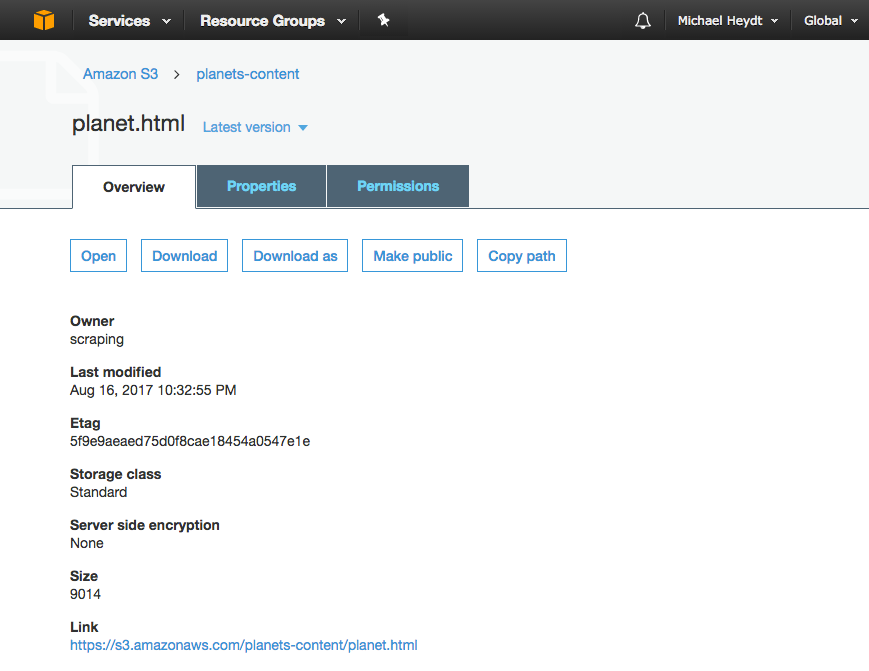 Services Resource Groups Michael Heydt Global
Amazon S3 > planets-content
planet.html Latest version
Overview Properties Permissions
Open Download Download as Make public Copy path
Owner
scraping
Last modified
Aug 16, 2017 10:32:55 PM
Etag
5f9e9aeaed75d0f8cae18454a0547e1e
Storage class
Standard
Server side encryption
None
Size
9014
Link
https://s3.amazonaws.com/planets-content/planet.html